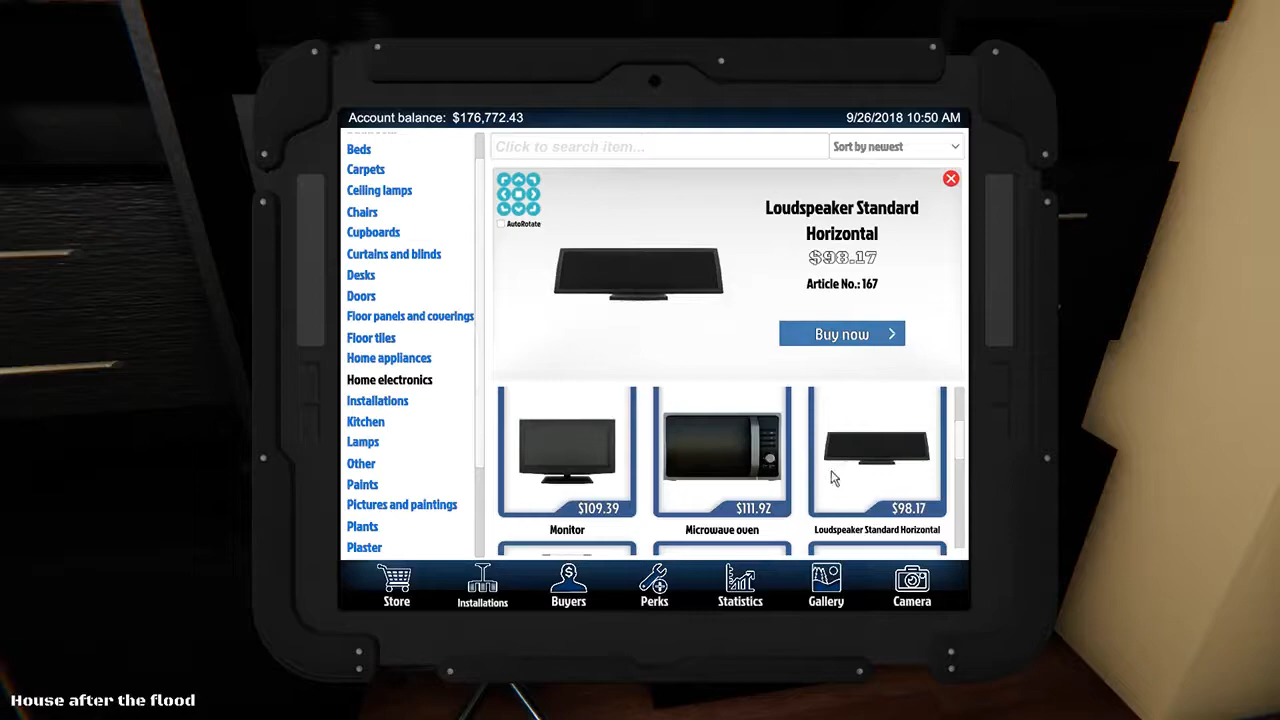 Account balance: $176,772.43
9/26/2018 10:50 AM
Beds
Carpets
Ceiling lamps
Chairs
Cupboards
Curtains and blinds
Desks
Doors
Floor panels and coverings
Floor tiles
Home appliances
Home electronics
Installations
Kitchen
Lamps
Other
Paints
Pictures and paintings
Plants
Plaster
Click to search item...
Sort by newest
AutoRotate
Loudspeaker Standard
Horizontal
$98.17
Article No.: 167
Buy now
$109.39
$111.92
$98.17
Monitor
Microwave oven
Loudspeaker Standard Horizontal
Store
Installations
Buyers
Perks
Statistics
Gallery
Camera
House after the flood